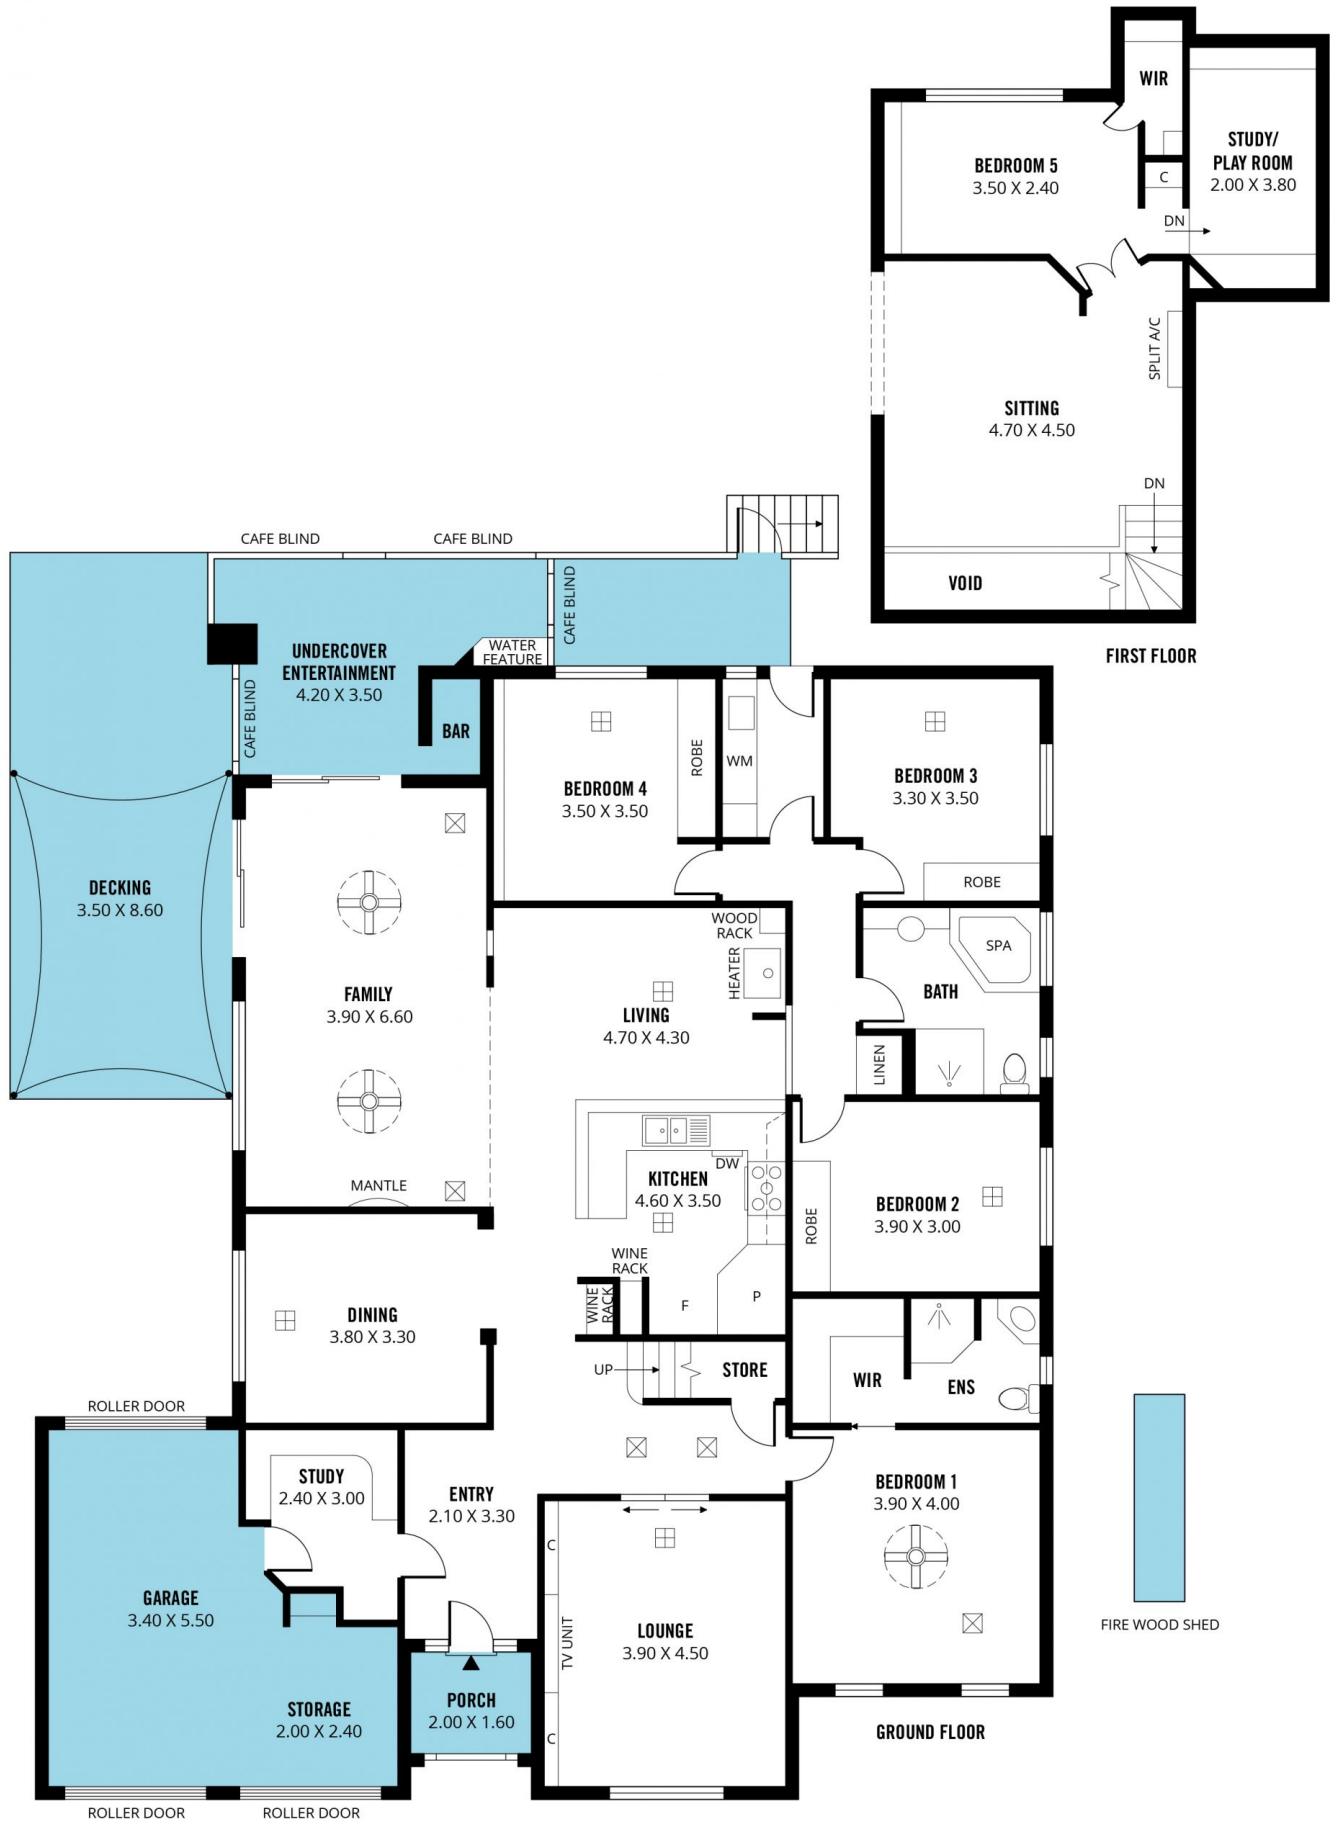 WIR
STUDY/
PLAY ROOM
2.00 X 3.80
BEDROOM 5
3.50 X 2.40
C
DN
SPLIT A/C
SITTING
4.70 X 4.50
DN
VOID
FIRST FLOOR
CAFE BLIND
CAFE BLIND
CAFE BLIND
UNDERCOVER
ENTERTAINMENT
4.20 X 3.50
WATER
FEATURE
CAFE BLIND
BAR
ROBE
WM
BEDROOM 4
3.50 X 3.50
BEDROOM 3
3.30 X 3.50
ROBE
DECKING
3.50 X 8.60
WOOD
RACK
HEATER
SPA
BATH
FAMILY
3.90 X 6.60
LIVING
4.70 X 4.30
LINEN
DW
KITCHEN
4.60 X 3.50
MANTLE
ROBE
BEDROOM 2
3.90 X 3.00
WINE
RACK
WINE
RACK
F
P
DINING
3.80 X 3.30
UP
STORE
WIR
ENS
ROLLER DOOR
STUDY
2.40 X 3.00
ENTRY
2.10 X 3.30
BEDROOM 1
3.90 X 4.00
C
GARAGE
3.40 X 5.50
TV UNIT
LOUNGE
3.90 X 4.50
FIRE WOOD SHED
STORAGE
2.00 X 2.40
PORCH
2.00 X 1.60
C
GROUND FLOOR
ROLLER DOOR
ROLLER DOOR